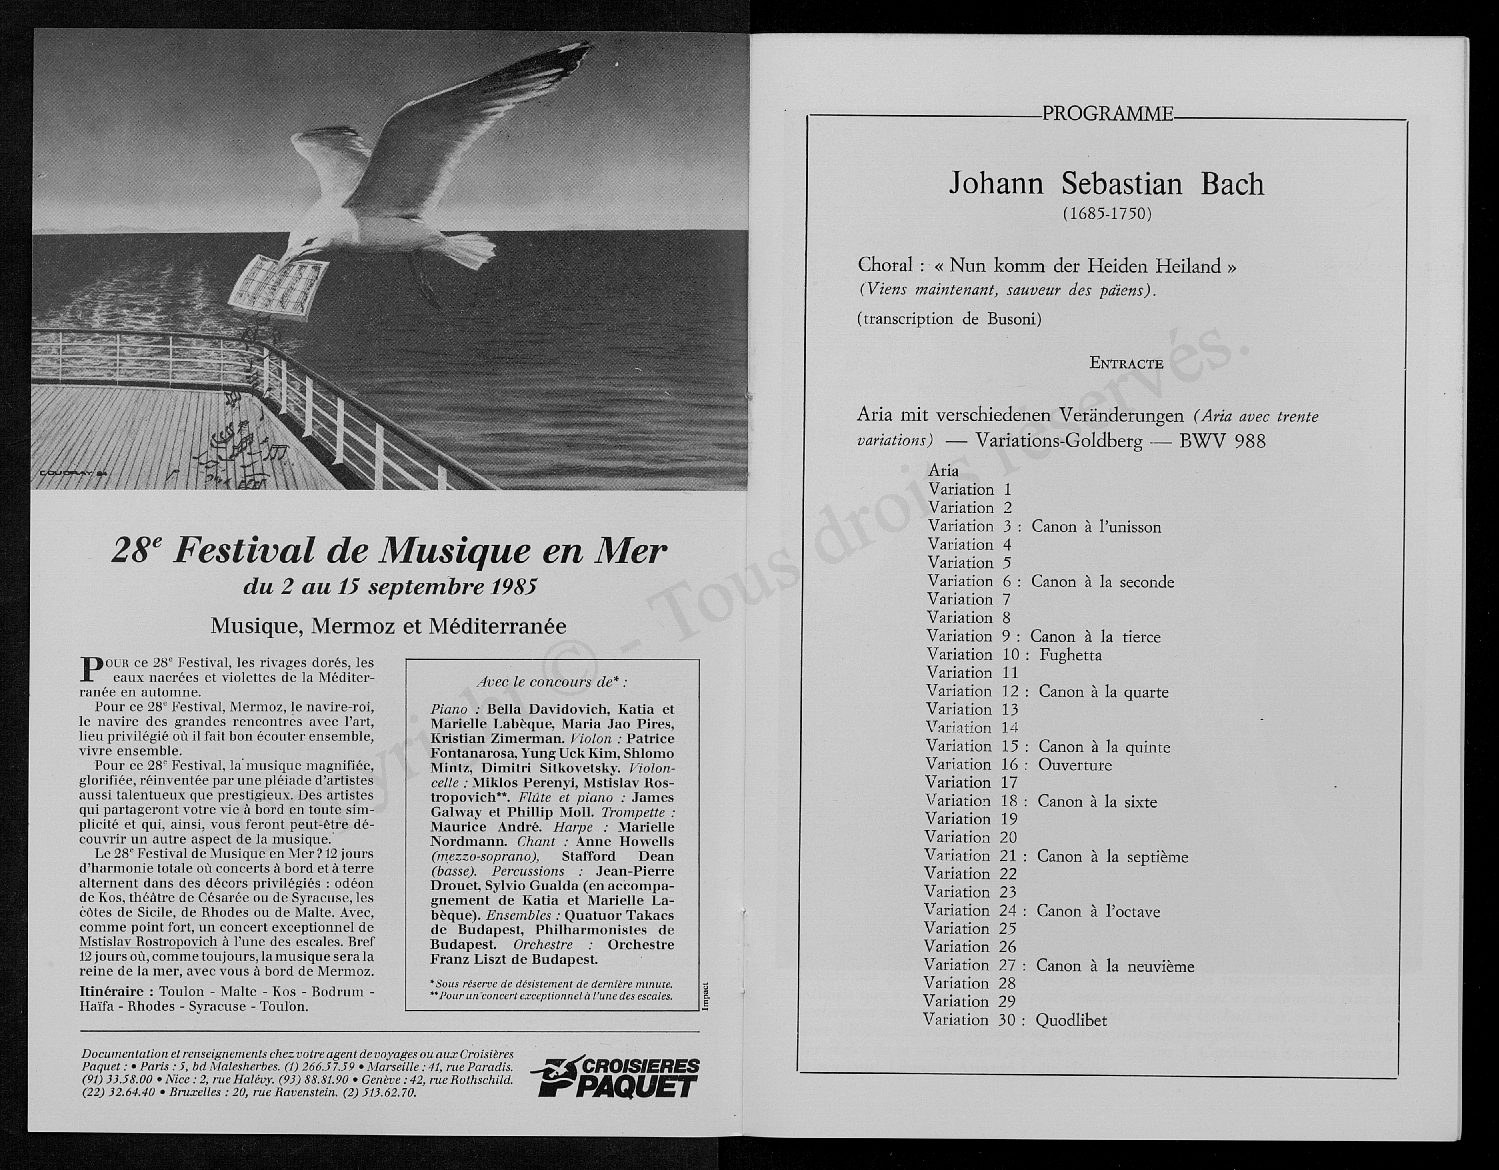 COUDRAY 84
28e Festival de Musique en Mer
du 2 au 15 septembre 1985
Musique, Mermoz et Méditerranée
POUR ce 28e Festival, les rivages dorés, les
eaux nacrées et violettes de la Méditer-
ranée en automne.
Pour ce 28e Festival, Mermoz, le navire-roi,
le navire des grandes rencontres avec l'art,
lieu privilégié où il fait bon écouter ensemble,
vivre ensemble.
Pour ce 28e Festival, la musique magnifiée,
glorifiée, réinventée par une pléiade d'artistes
aussi talentueux que prestigieux. Des artistes
qui partageront votre vie à bord en toute sim-
plicité et qui, ainsi, vous feront peut-être dé-
couvrir un autre aspect de la musique.
Le 28e Festival de Musique en Mer ? 12 jours
d'harmonie totale où concerts à bord et à terre
alternent dans des décors privilégiés : odéon
de Kos, théâtre de Césarée ou de Syracuse, les
côtes de Sicile, de Rhodes ou de Malte. Avec,
comme point fort, un concert exceptionnel de
Mstislav Rostropovich à l'une des escales. Bref
12 jours où, comme toujours, la musique sera la
reine de la mer, avec vous à bord de Mermoz.
Itinéraire : Toulon - Malte - Kos - Bodrum -
Haïfa - Rhodes - Syracuse - Toulon.
Avec le concours de* :
Piano : Bella Davidovich, Katia et
Marielle Labèque, Maria Jao Pires,
Kristian Zimerman. Violon : Patrice
Fontanarosa, Yung Uck Kim, Shlomo
Mintz, Dimitri Sitkovetsky. Violon-
celle : Miklos Perenyi, Mstislav Ros-
tropovich**. Flûte et piano : James
Galway et Phillip Moll. Trompette :
Maurice André. Harpe : Marielle
Nordmann. Chant : Anne Howells
(mezzo-soprano), Stafford Dean
(basse). Percussions : Jean-Pierre
Drouet, Sylvio Gualda (en accompa-
gnement de Katia et Marielle La-
bèque). Ensembles : Quatuor Takacs
de Budapest, Philharmonistes de
Budapest. Orchestre : Orchestre
Franz Liszt de Budapest.
*Sous réserve de désistement de dernière minute.
**Pour un concert exceptionnel à l'une des escales.
Impact
Documentation et renseignements chez votre agent de voyages ou aux Croisières
Paquet : • Paris : 5, bd Malesherbes. (1) 266.57.59 • Marseille : 41, rue Paradis.
(91) 33.58.00 • Nice : 2, rue Halévy. (93) 88.81.90 • Genève : 42, rue Rothschild.
(22) 32.64.40 • Bruxelles : 20, rue Ravenstein. (2) 513.62.70.
CROISIERES
PAQUET
PROGRAMME
Johann Sebastian Bach
(1685-1750)
Choral : « Nun komm der Heiden Heiland »
(Viens maintenant, sauveur des païens).
(transcription de Busoni)
ENTRACTE
Aria mit verschiedenen Veränderungen (Aria avec trente
variations) — Variations-Goldberg — BWV 988
Aria
Variation 1
Variation 2
Variation 3 : Canon à l'unisson
Variation 4
Variation 5
Variation 6 : Canon à la seconde
Variation 7
Variation 8
Variation 9 : Canon à la tierce
Variation 10 : Fughetta
Variation 11
Variation 12 : Canon à la quarte
Variation 13
Variation 14
Variation 15 : Canon à la quinte
Variation 16 : Ouverture
Variation 17
Variation 18 : Canon à la sixte
Variation 19
Variation 20
Variation 21 : Canon à la septième
Variation 22
Variation 23
Variation 24 : Canon à l'octave
Variation 25
Variation 26
Variation 27 : Canon à la neuvième
Variation 28
Variation 29
Variation 30 : Quodlibet
Copyright © - Tous droits réservés.